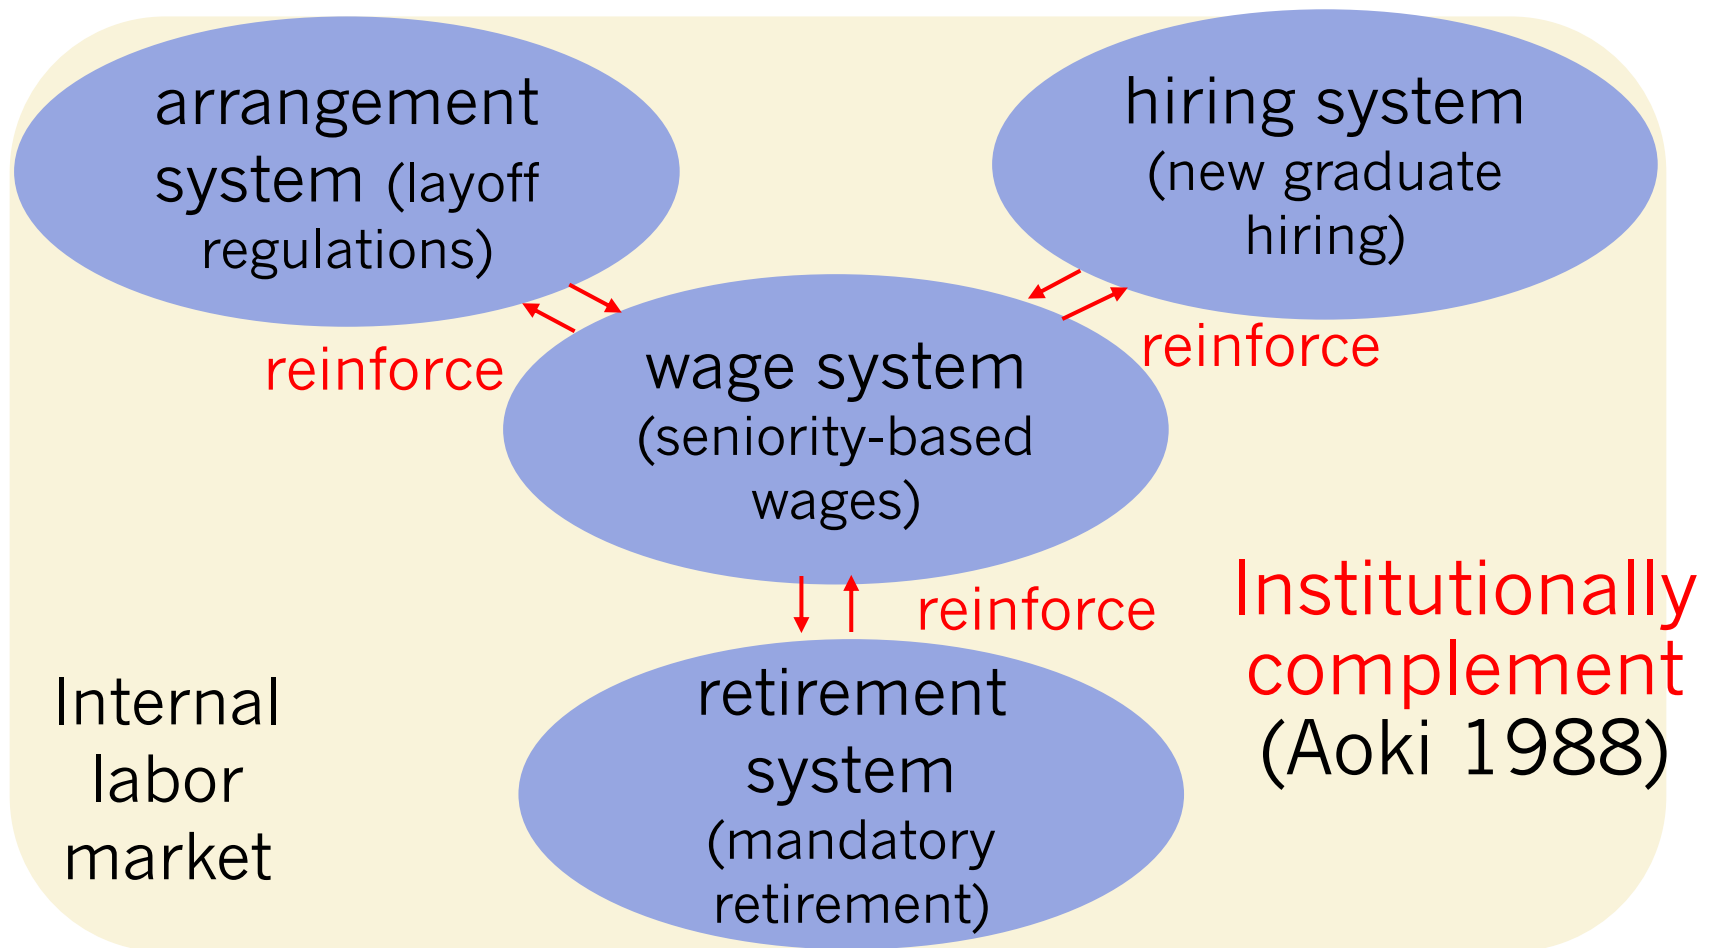 arrangement
system (layoff
regulations)
hiring system
(new graduate
hiring)
reinforce
reinforce
wage system
(seniority-based
wages)
reinforce
Institutionally
complement
(Aoki 1988)
retirement
system
(mandatory
retirement)
Internal
labor
market